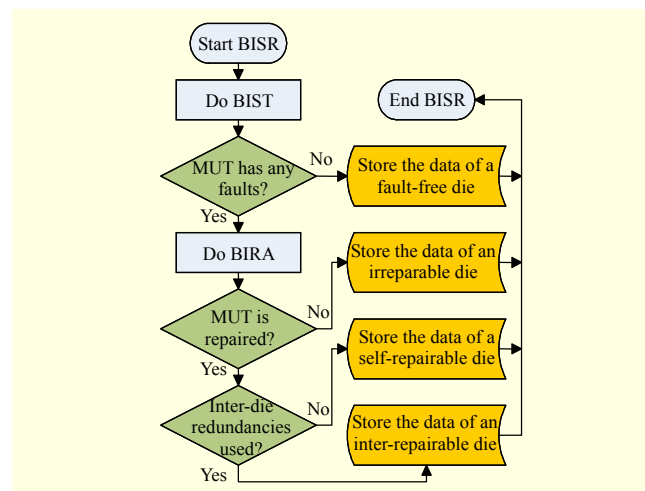 Start BISR
Do BIST
End BISR
MUT has any
faults?
No
Store the data of a
fault-free die
Yes
Do BIRA
Store the data of an
irreparable die
MUT is
repaired?
No
Store the data of a
self-repairable die
Yes
Inter-die
redundancies
used?
No
Store the data of an
inter-repairable die
Yes